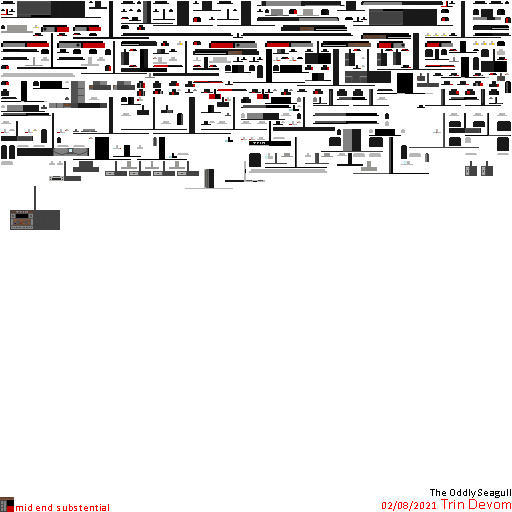 The Oddly Seagull
02/08/2021 Trin Devom
mid end substential